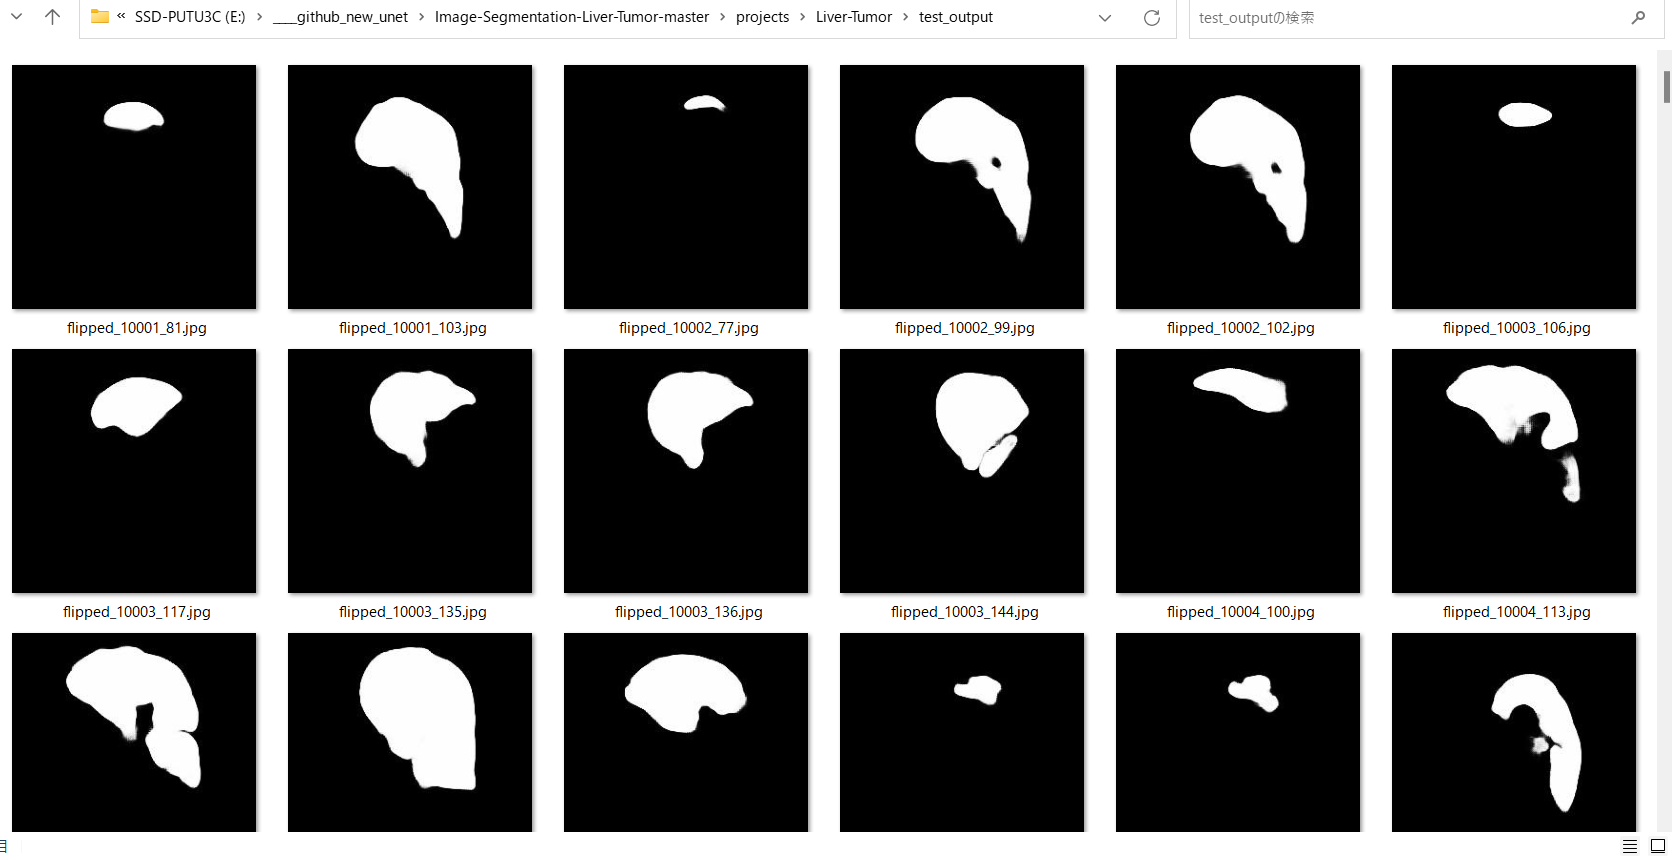 « SSD-PUTU3C (E:) > ___github_new_unet > Image-Segmentation-Liver-Tumor-master > projects > Liver-Tumor > test_output
test_outputの検索
flipped_10001_81.jpg
flipped_10001_103.jpg
flipped_10002_77.jpg
flipped_10002_99.jpg
flipped_10002_102.jpg
flipped_10003_106.jpg
flipped_10003_117.jpg
flipped_10003_135.jpg
flipped_10003_136.jpg
flipped_10003_144.jpg
flipped_10004_100.jpg
flipped_10004_113.jpg